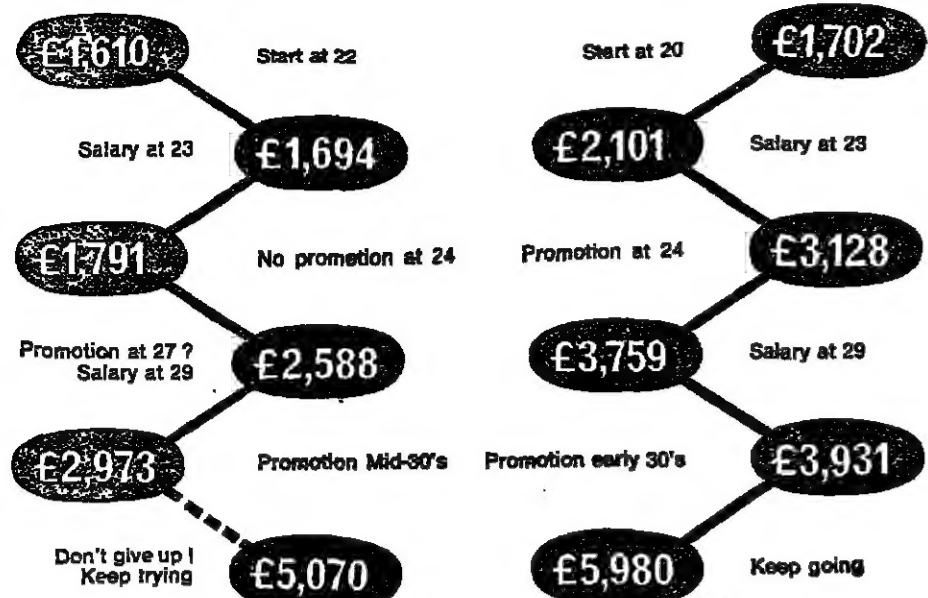 £1,610
Start at 22
Salary at 23
£1,694
£1,791
No promotion at 24
Promotion at 27 ?
Salary at 29
£2,588
£2,973
Promotion Mid-30's
Don't give up !
Keep trying
£5,070
Start at 20
£1,702
£2,101
Salary at 23
Promotion at 24
£3,128
£3,759
Salary at 29
Promotion early 30's
£3,931
£5,980
Keep going